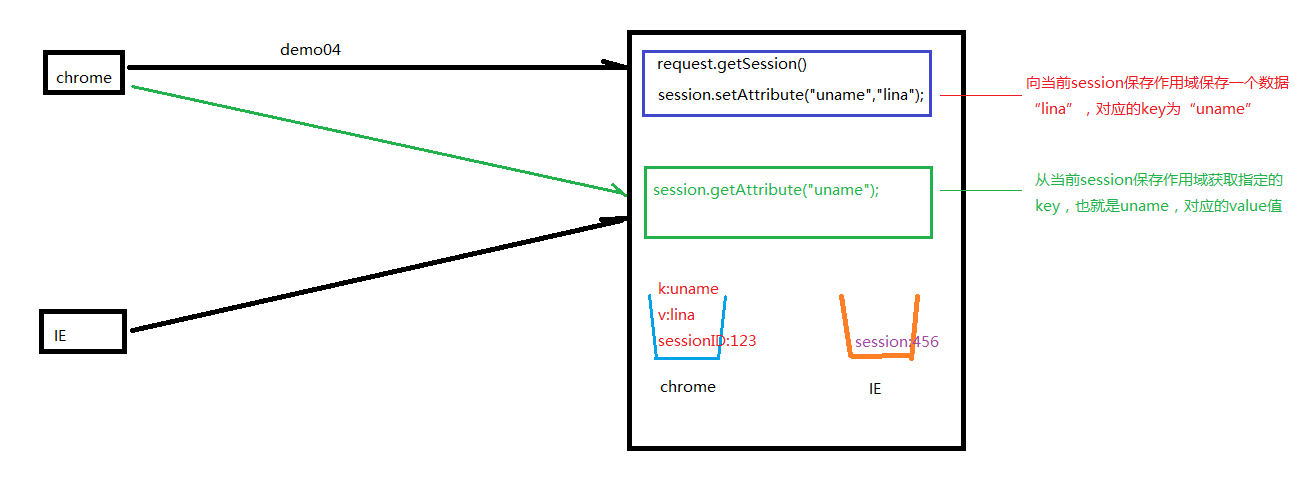 demo04
chrome
request.getSession()
session.setAttribute("uname","lina");
向当前session保存作用域保存一个数据
“lina”，对应的key为“uname”
session.getAttribute("uname");
从当前session保存作用域获取指定的
key，也就是uname，对应的value值
IE
k:uname
v:lina
sessionID:123
session:456
chrome
IE